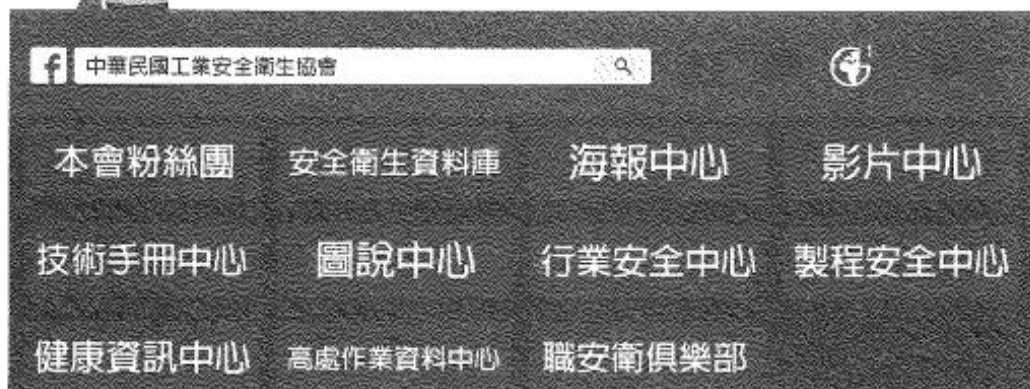 f 中華民國工業安全衛生協會
本會粉絲團 安全衛生資料庫 海報中心 影片中心
技術手冊中心 圖說中心 行業安全中心 製程安全中心
健康資訊中心 高處作業資料中心 職安衛俱樂部